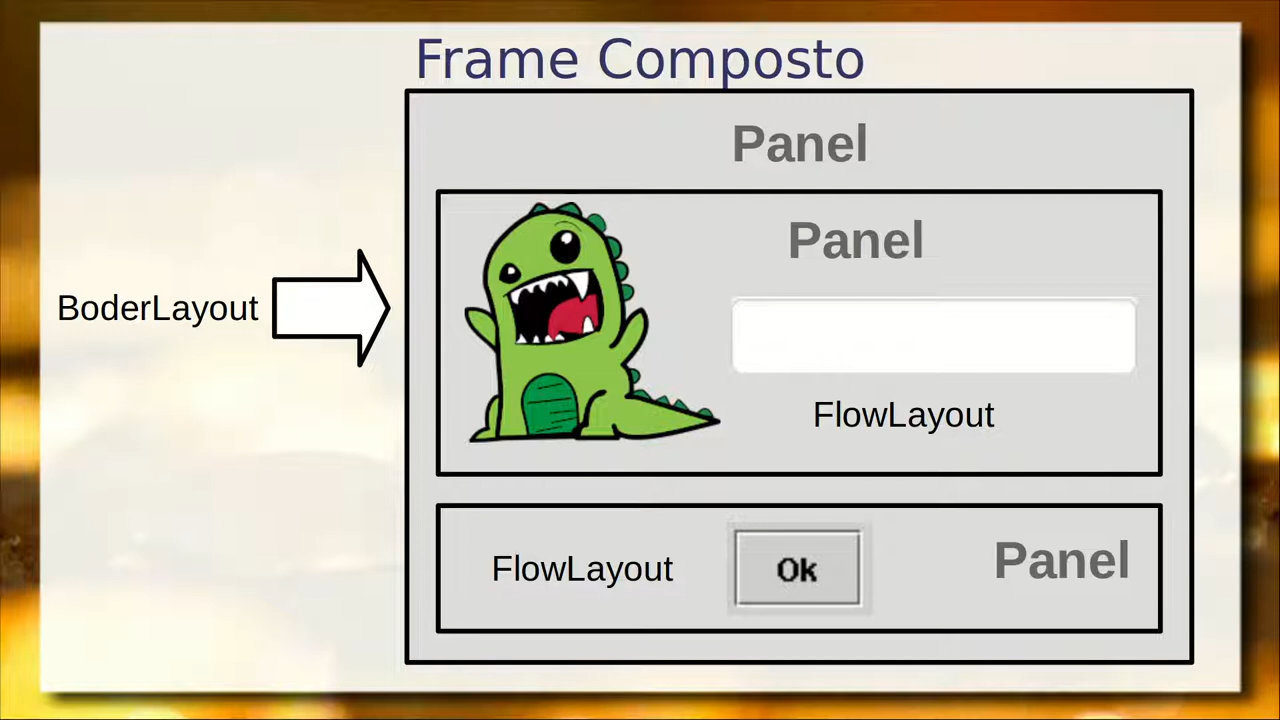 Frame Composto
Panel
Panel
BoderLayout
FlowLayout
FlowLayout
Ok
Panel